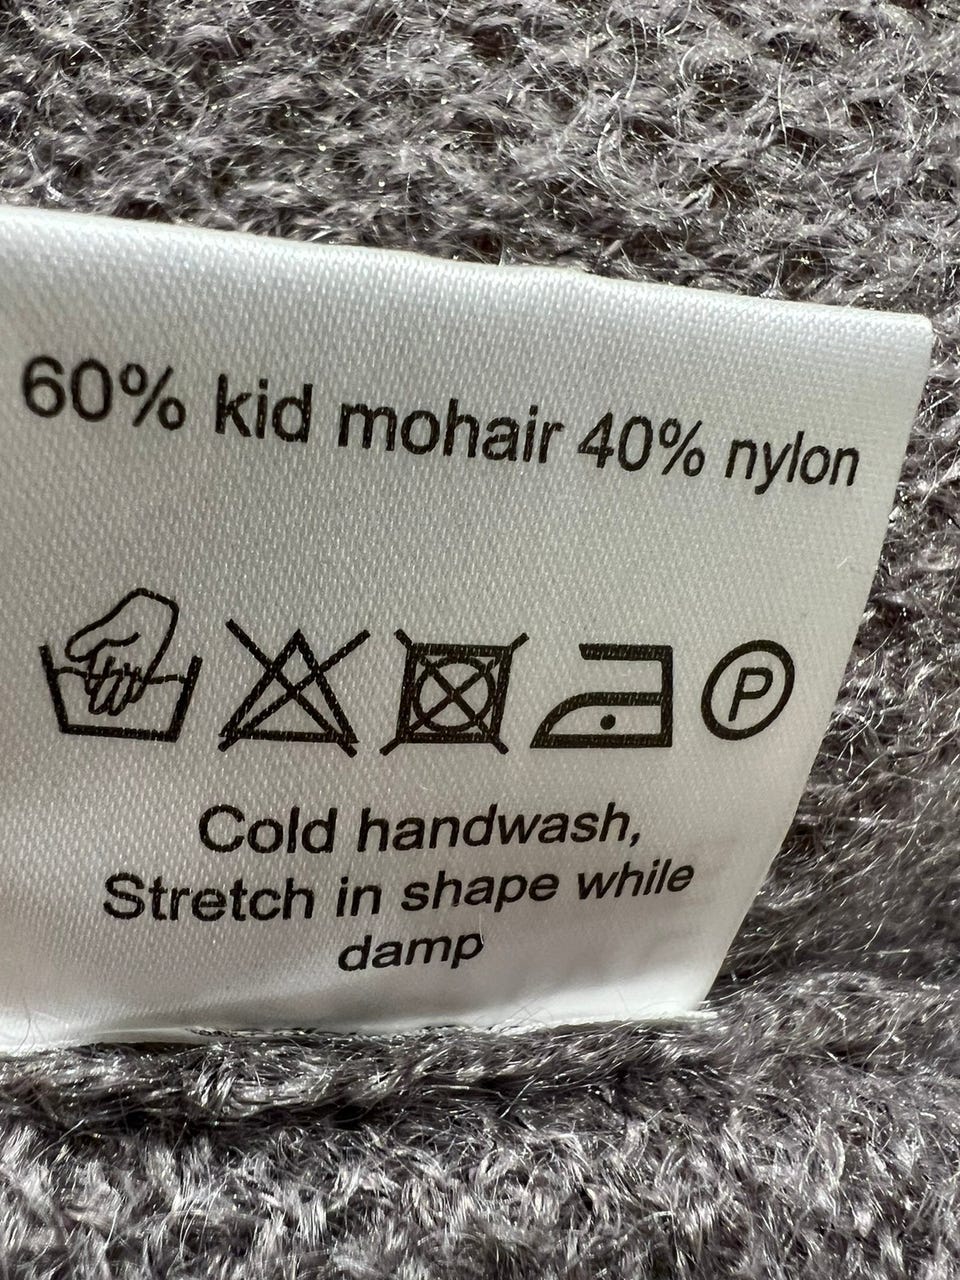 60% kid mohair 40% nylon
P
Cold handwash,
Stretch in shape while
damp